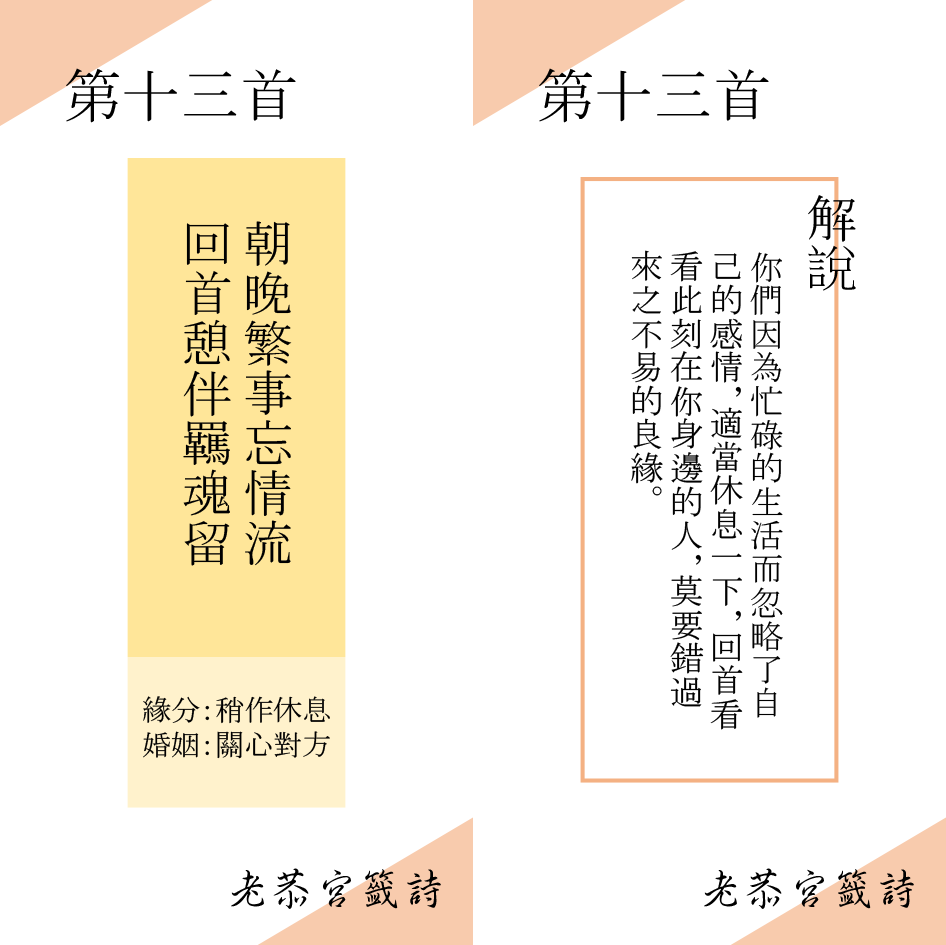 第十三首
朝晚繁事忘情流
回首憩伴羈魂留
緣分:稍作休息
婚姻:關心對方
老恭宮籤詩
第十三首
解說
你們因為忙碌的生活而忽略了自
己的感情,適當休息一下,回首看
看此刻在你身邊的人,莫要錯過
來之不易的良緣。
老恭宮籤詩